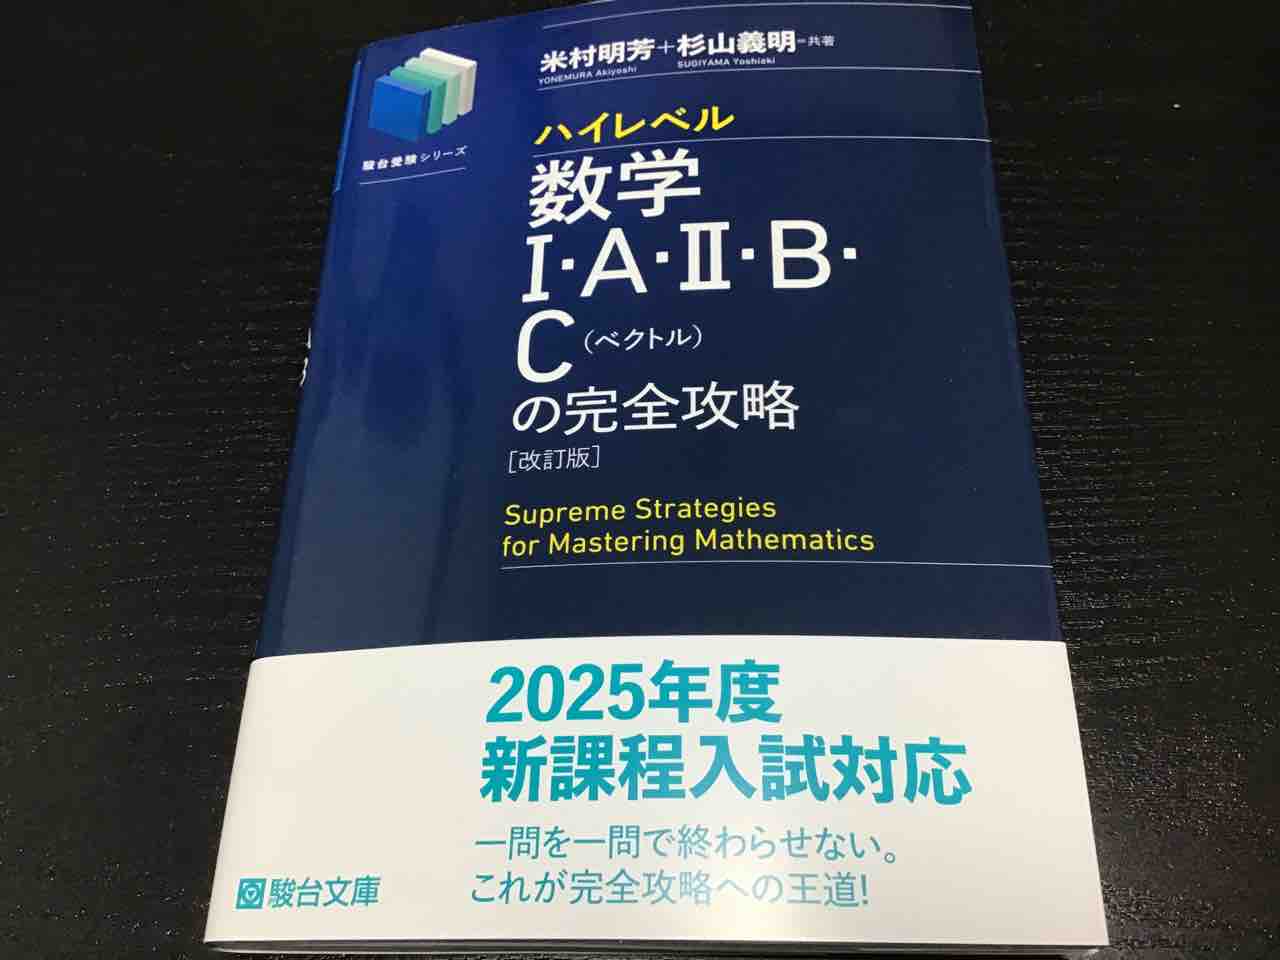 米村明芳+杉山義明=共著
YONEMURA Akiyoshi SUGIYAMA Yoshiaki
駿台受験シリーズ
ハイレベル
数学
I·A·II·B·
C(ベクトル)
の完全攻略
[改訂版]
Supreme Strategies
for Mastering Mathematics
2025年度
新課程入試対応
一問を一問で終わらせない。
これが完全攻略への王道!
駿台文庫